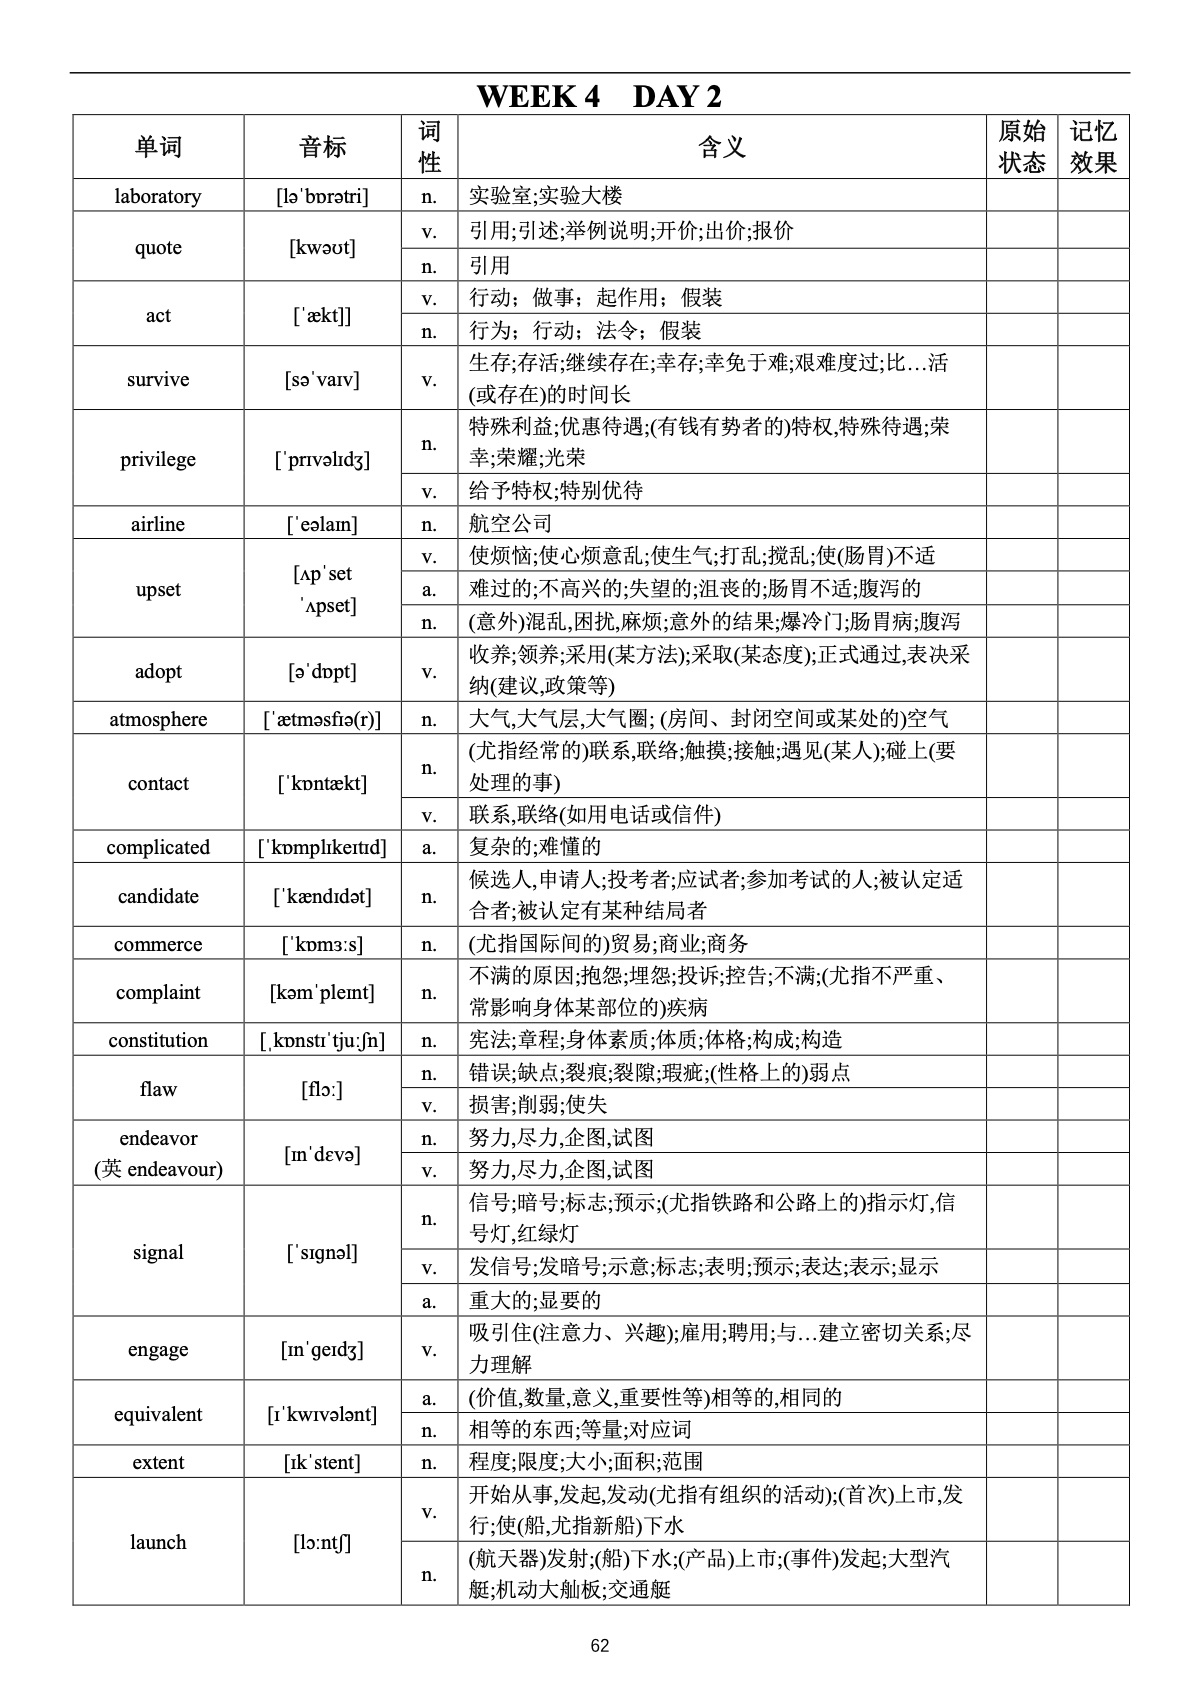 WEEK 4 DAY 2
单词 音标 词性 含义 原始状态 记忆效果
laboratory [ləˈbɒrətri] n. 实验室;实验大楼
quote [kwəʊt] v. 引用;引述;举例说明;开价;出价;报价
n. 引用
act [ˈækt]] v. 行动；做事；起作用；假装
n. 行为；行动；法令；假装
survive [səˈvaɪv] v. 生存;存活;继续存在;幸存;幸免于难;艰难度过;比…活
(或存在)的时间长
privilege [ˈprɪvəlɪdʒ] n. 特殊利益;优惠待遇;(有钱有势者的)特权,特殊待遇;荣
幸;荣耀;光荣
v. 给予特权;特别优待
airline [ˈeəlaɪn] n. 航空公司
upset [ʌpˈset ˈʌpset] v. 使烦恼;使心烦意乱;使生气;打乱;搅乱;使(肠胃)不适
a. 难过的;不高兴的;失望的;沮丧的;肠胃不适;腹泻的
n. (意外)混乱,困扰,麻烦;意外的结果;爆冷门;肠胃病;腹泻
adopt [əˈdɒpt] v. 收养;领养;采用(某方法);采取(某态度);正式通过,表决采
纳(建议,政策等)
atmosphere [ˈætməsfɪə(r)] n. 大气,大气层,大气圈; (房间、封闭空间或某处的)空气
contact [ˈkɒntækt] n. (尤指经常的)联系,联络;触摸;接触;遇见(某人);碰上(要
处理的事)
v. 联系,联络(如用电话或信件)
complicated [ˈkɒmplɪkeɪtɪd] a. 复杂的;难懂的
candidate [ˈkændɪdət] n. 候选人,申请人;投考者;应试者;参加考试的人;被认定适
合者;被认定有某种结局者
commerce [ˈkɒmɜːs] n. (尤指国际间的)贸易;商业;商务
complaint [kəmˈpleɪnt] n. 不满的原因;抱怨;埋怨;投诉;控告;不满;(尤指不严重、
常影响身体某部位的)疾病
constitution [ˌkɒnstɪˈtjuːʃn] n. 宪法;章程;身体素质;体质;体格;构成;构造
flaw [flɔː] n. 错误;缺点;裂痕;裂隙;瑕疵;(性格上的)弱点
v. 损害;削弱;使失
endeavor (英 endeavour) [ɪnˈdɛvə] n. 努力,尽力,企图,试图
v. 努力,尽力,企图,试图
signal [ˈsɪɡnəl] n. 信号;暗号;标志;预示;(尤指铁路和公路上的)指示灯,信
号灯,红绿灯
v. 发信号;发暗号;示意;标志;表明;预示;表达;表示;显示
a. 重大的;显要的
engage [ɪnˈɡeɪdʒ] v. 吸引住(注意力、兴趣);雇用;聘用;与…建立密切关系;尽
力理解
equivalent [ɪˈkwɪvələnt] a. (价值,数量,意义,重要性等)相等的,相同的
n. 相等的东西;等量;对应词
extent [ɪkˈstent] n. 程度;限度;大小;面积;范围
launch [lɔːntʃ] v. 开始从事,发起,发动(尤指有组织的活动);(首次)上市,发
行;使(船,尤指新船)下水
n. (航天器)发射;(船)下水;(产品)上市;(事件)发起;大型汽
艇;机动大舢板;交通艇
62